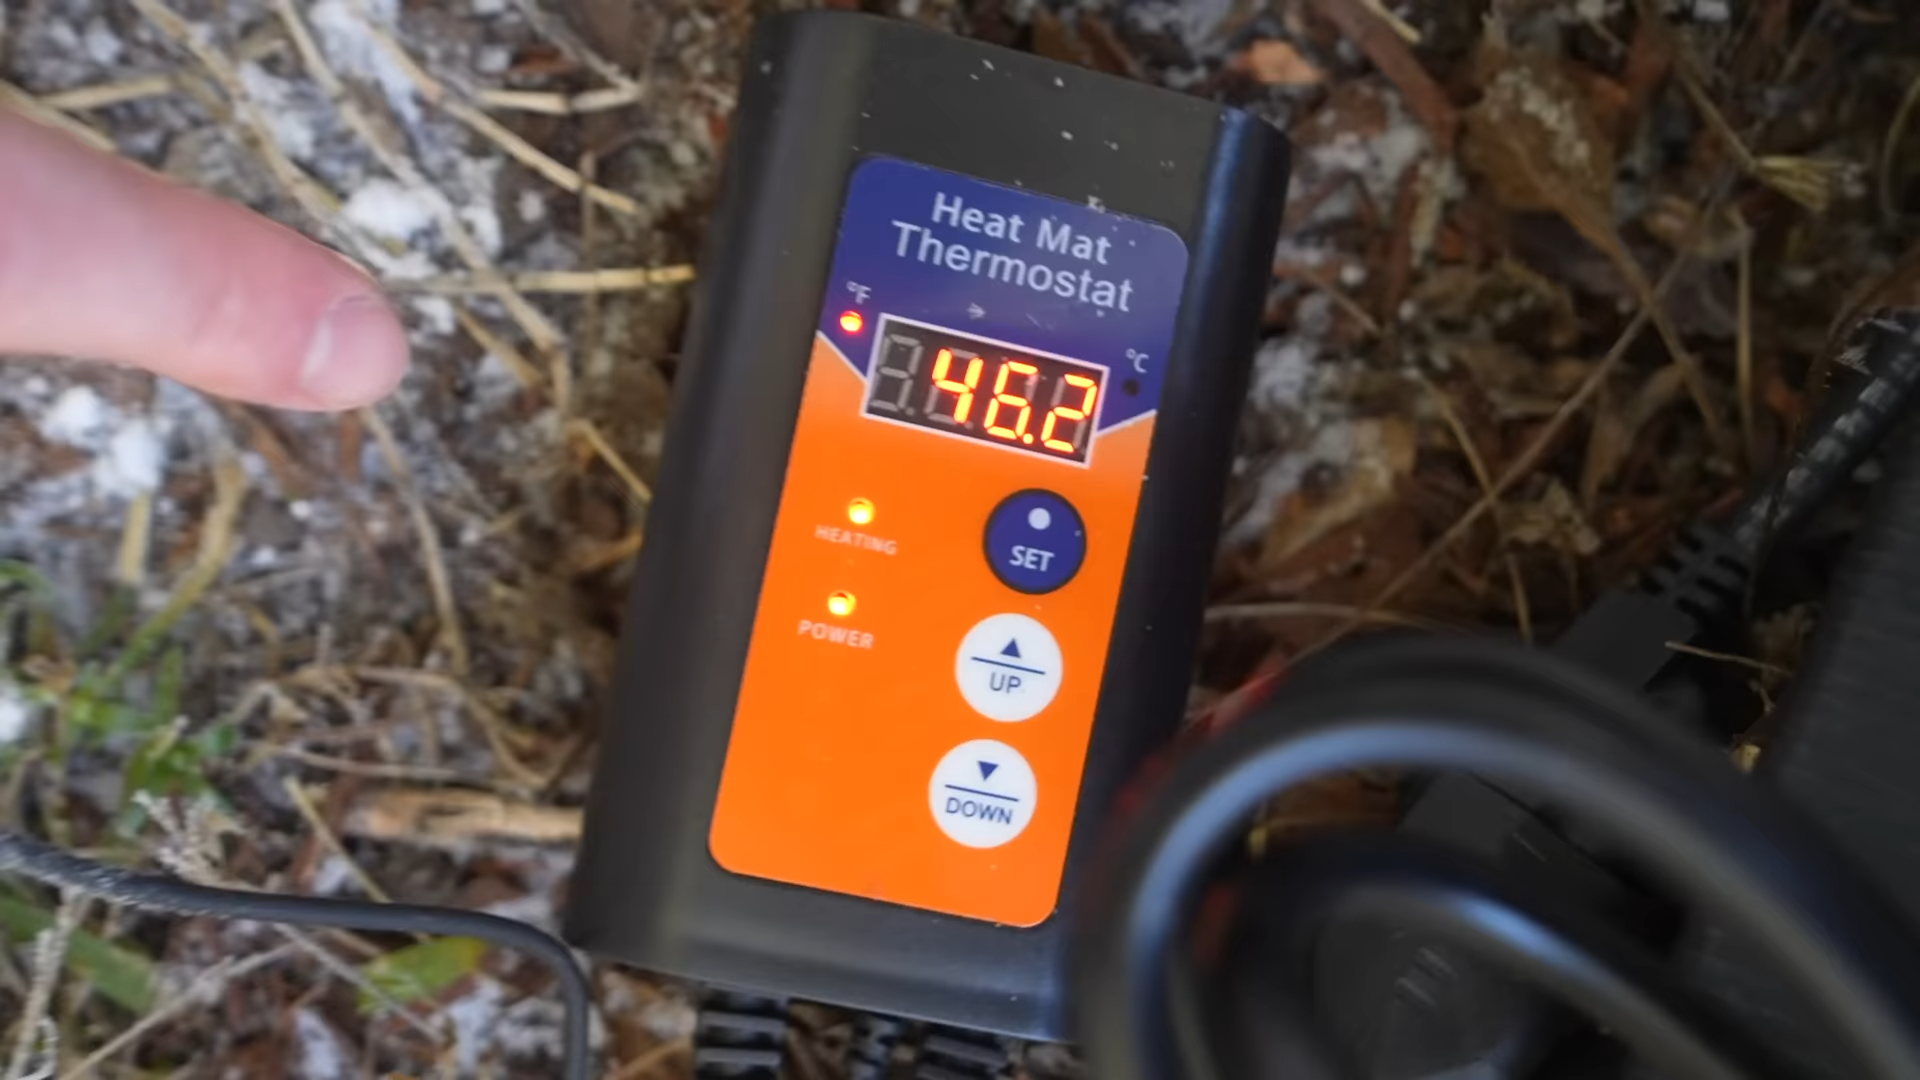 Heat Mat
Thermostat
°F
°C
46.2
HEATING
SET
POWER
UP
DOWN